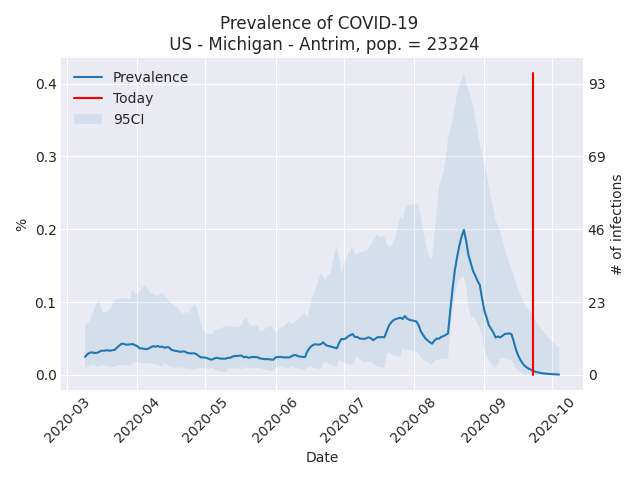 Prevalence of COVID-19
US - Michigan - Antrim, pop. = 23324
Prevalence
Today
95CI
0.4
0.3
0.2
0.1
0.0
%
93
69
46
23
0
# of infections
2020-03
2020-04
2020-05
2020-06
2020-07
2020-08
2020-09
2020-10
Date